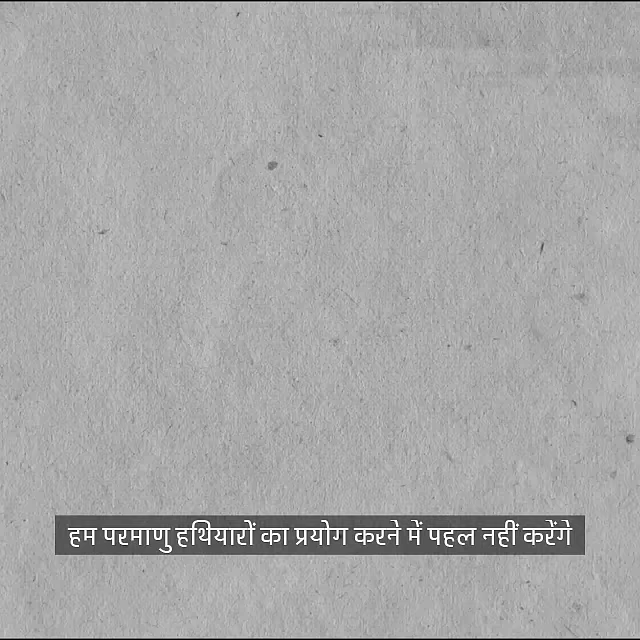 हम परमाणु हथियारों का प्रयोग करने में पहल नहीं करेंगे